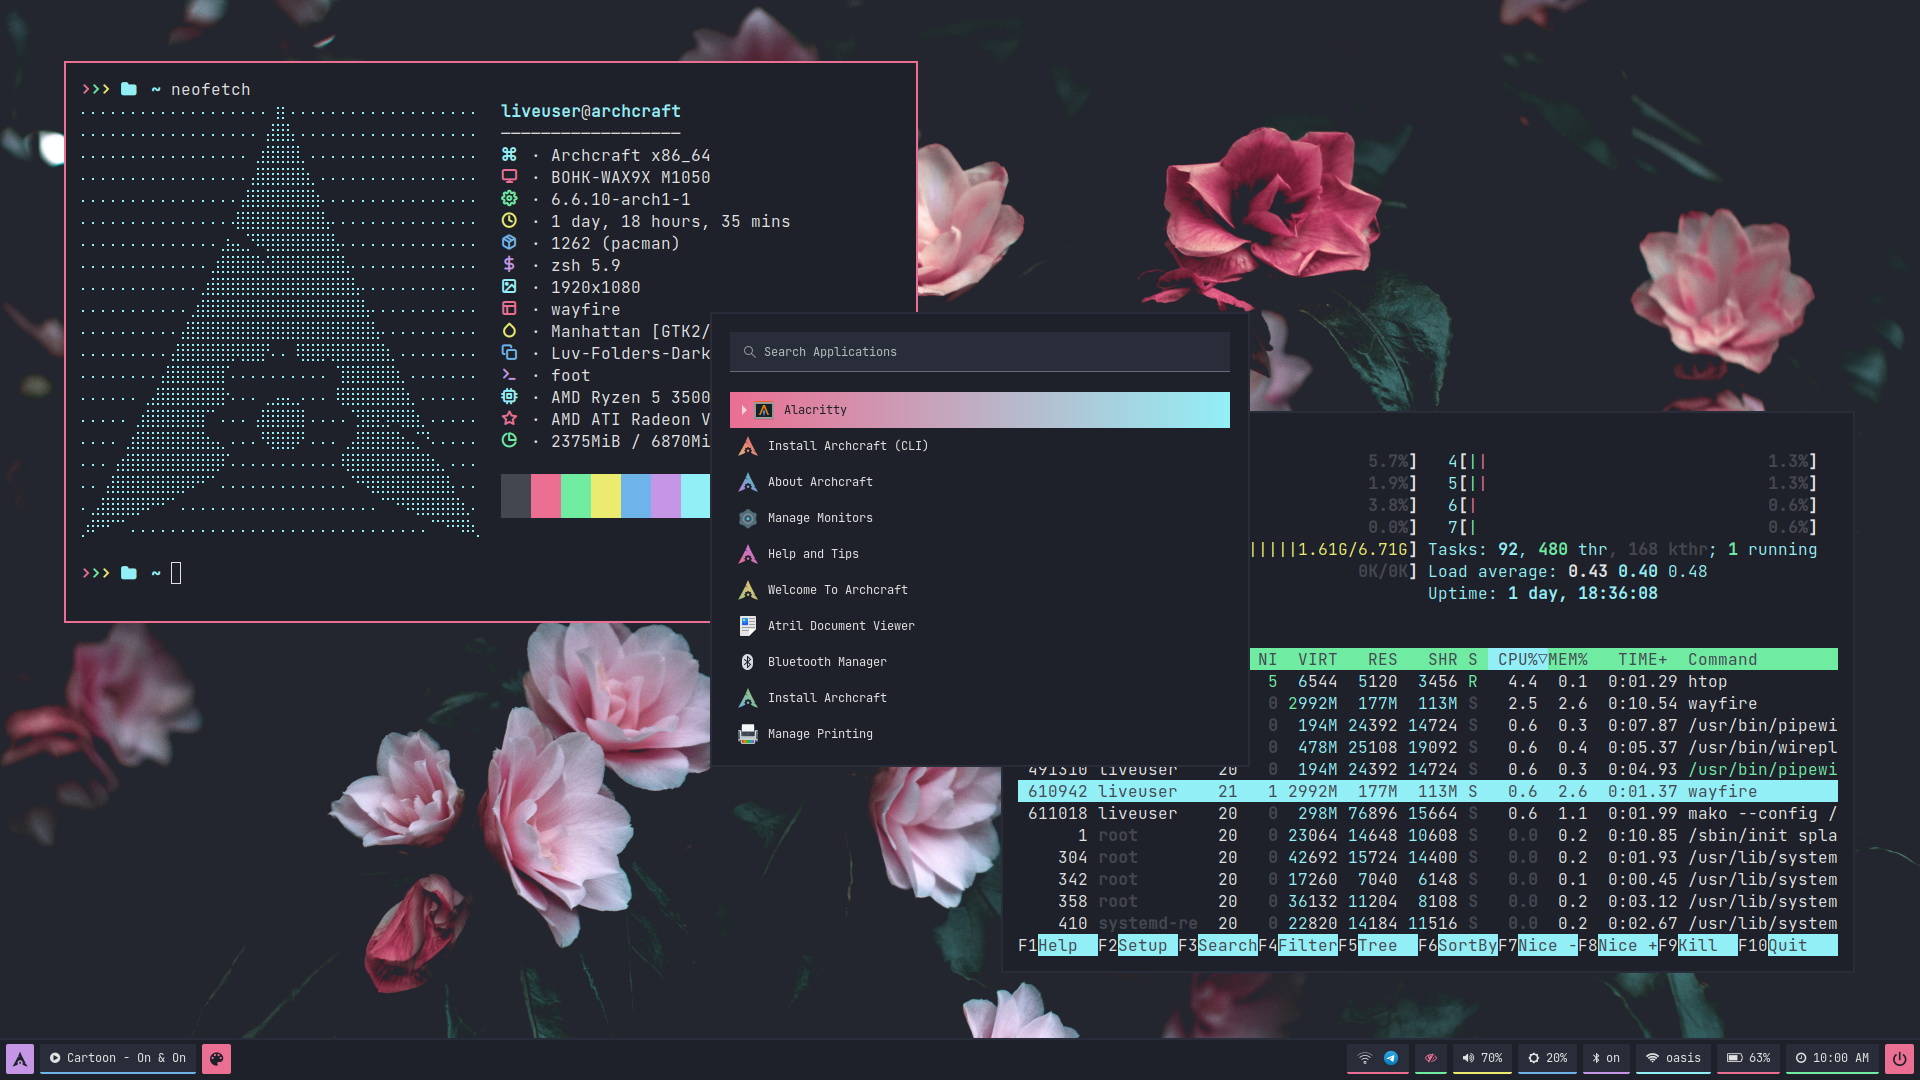 ~ neofetch
liveuser@archcraft
· Archcraft x86_64
· BOHK-WAX9X M1050
· 6.6.10-arch1-1
· 1 day, 18 hours, 35 mins
· 1262 (pacman)
· zsh 5.9
· 1920x1080
· wayfire
· Manhattan [GTK2/
· Luv-Folders-Dark
· foot
· AMD Ryzen 5 3500
· AMD ATI Radeon V
· 2375MiB / 6870Mi
~
Search Applications
Alacritty
Install Archcraft (CLI)
About Archcraft
Manage Monitors
Help and Tips
Welcome To Archcraft
Atril Document Viewer
Bluetooth Manager
Install Archcraft
Manage Printing
5.7%] 4[|| 1.3%]
1.9%] 5[|| 1.3%]
3.8%] 6[| 0.6%]
0.0%] 7[| 0.6%]
|||||1.61G/6.71G] Tasks: 92, 480 thr, 168 kthr; 1 running
0K/0K] Load average: 0.43 0.40 0.48
Uptime: 1 day, 18:36:08
NI VIRT RES SHR S CPU%▽MEM% TIME+ Command
5 6544 5120 3456 R 4.4 0.1 0:01.29 htop
0 2992M 177M 113M S 2.5 2.6 0:10.54 wayfire
0 194M 24392 14724 S 0.6 0.3 0:07.87 /usr/bin/pipewi
0 478M 25108 19092 S 0.6 0.4 0:05.37 /usr/bin/wirepl
491310 liveuser 20 0 194M 24392 14724 S 0.6 0.3 0:04.93 /usr/bin/pipewi
610942 liveuser 21 1 2992M 177M 113M S 0.6 2.6 0:01.37 wayfire
611018 liveuser 20 0 298M 76896 15664 S 0.6 1.1 0:01.99 mako --config /
1 root 20 0 23064 14648 10608 S 0.0 0.2 0:10.85 /sbin/init spla
304 root 20 0 42692 15724 14400 S 0.0 0.2 0:01.93 /usr/lib/system
342 root 20 0 17260 7040 6148 S 0.0 0.1 0:00.45 /usr/lib/system
358 root 20 0 36132 11204 8108 S 0.0 0.2 0:03.12 /usr/lib/system
410 systemd-re 20 0 22820 14184 11516 S 0.0 0.2 0:02.67 /usr/lib/system
F1Help F2Setup F3SearchF4FilterF5Tree F6SortByF7Nice -F8Nice +F9Kill F10Quit
Cartoon - On & On
70% 20% on oasis 63% 10:00 AM